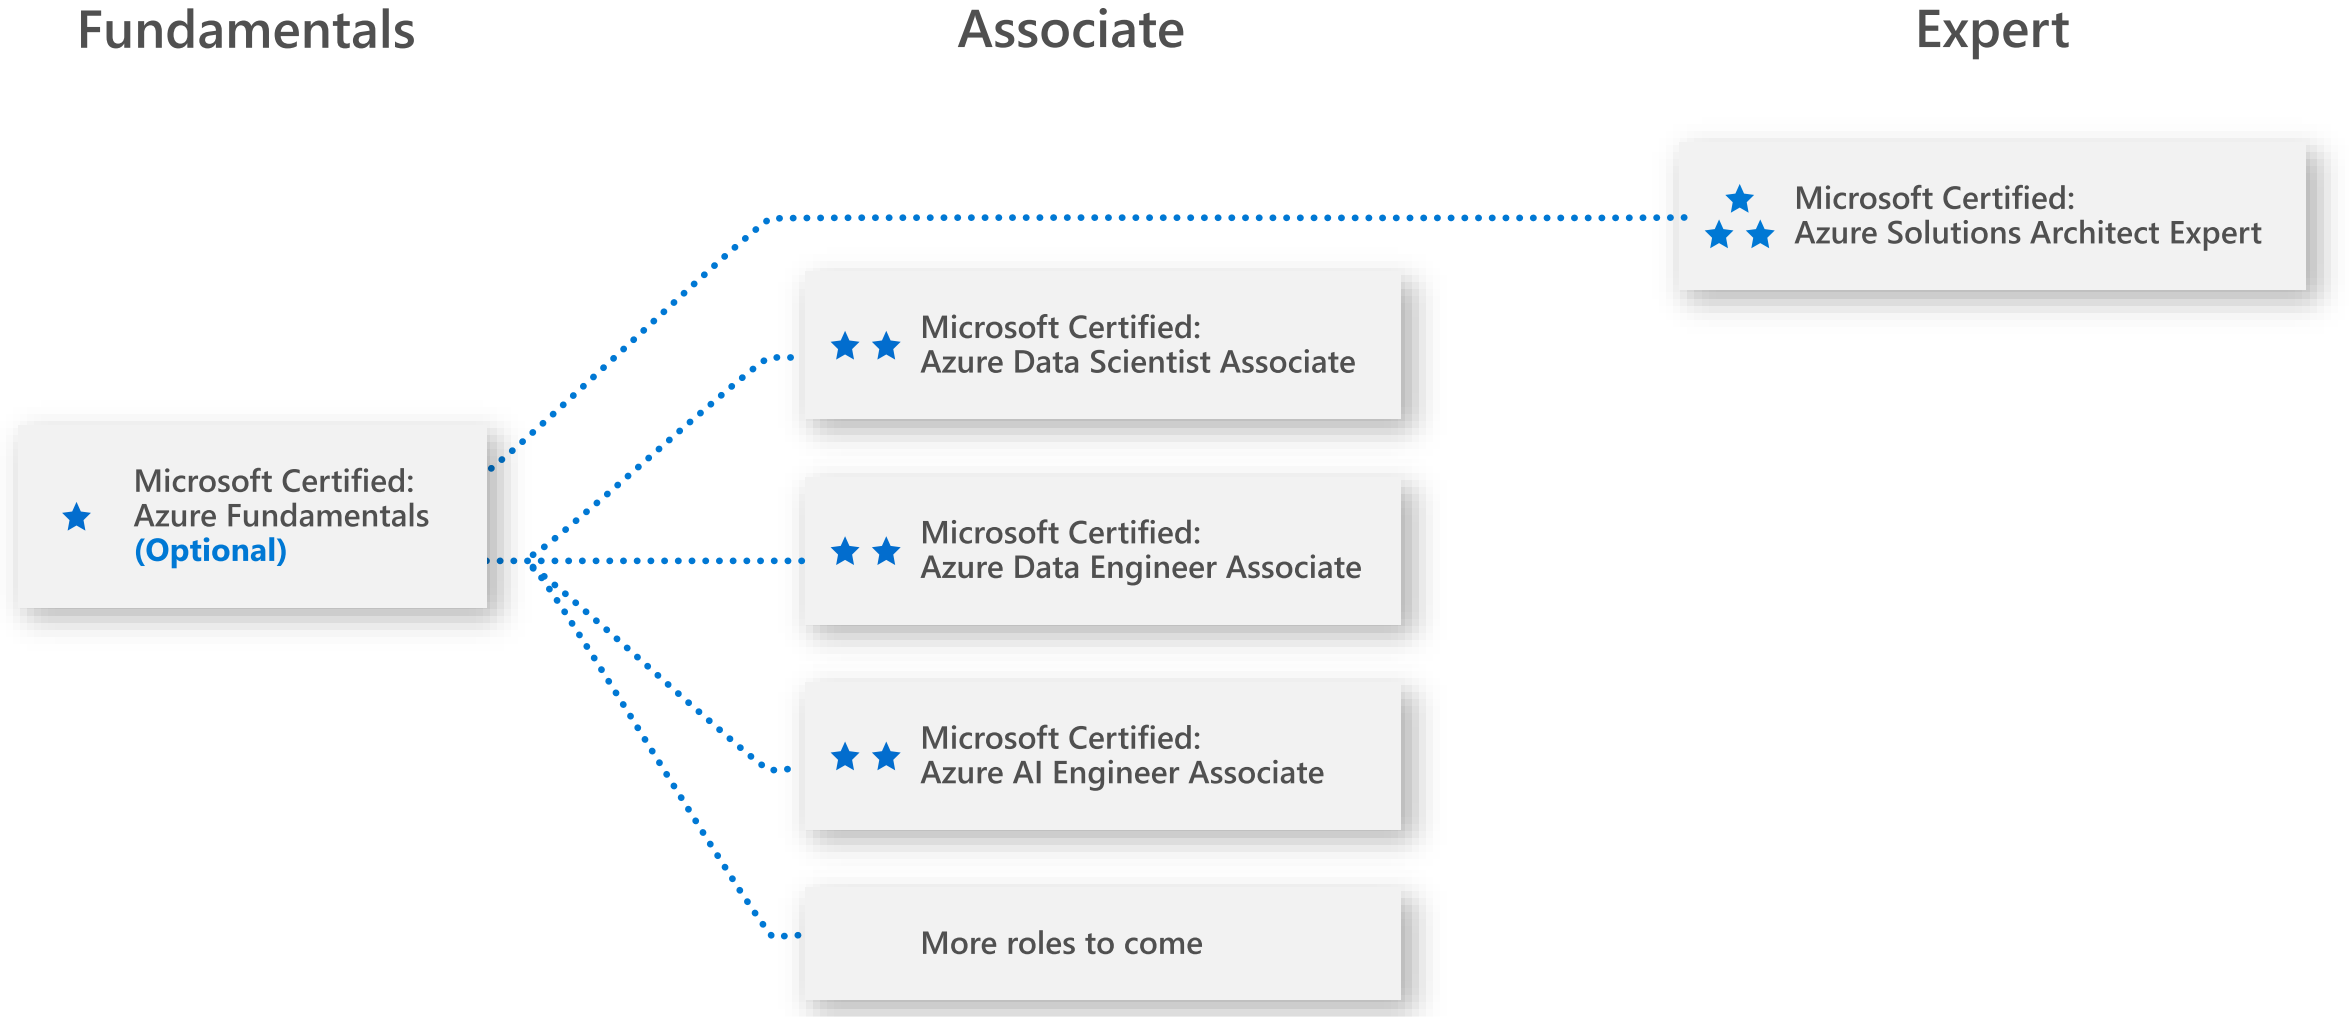 Fundamentals
Associate
Expert
Microsoft Certified:
Azure Solutions Architect Expert
Microsoft Certified:
Azure Data Scientist Associate
Microsoft Certified:
Azure Fundamentals
(Optional)
Microsoft Certified:
Azure Data Engineer Associate
Microsoft Certified:
Azure AI Engineer Associate
More roles to come